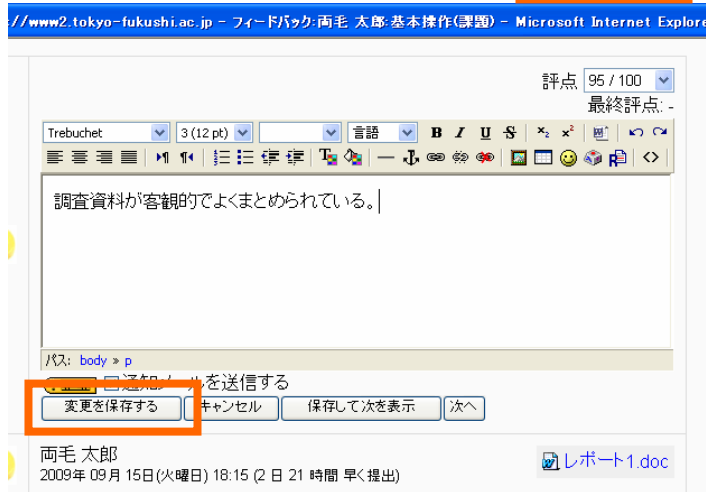 ://www2.tokyo-fukushi.ac.jp - フィードバック:両毛 太郎:基本操作(課題) - Microsoft Internet Explore
評点 95 / 100
最終評点: -
Trebuchet 3 (12 pt) 言語 B I U S ×₂ ×²
調査資料が客観的でよくまとめられている。
パス: body » p
通知メールを送信する
変更を保存する キャンセル 保存して次を表示 次へ
両毛 太郎
レポート1.doc
2009年 09月 15日(火曜日) 18:15 (2 日 21 時間 早く提出)